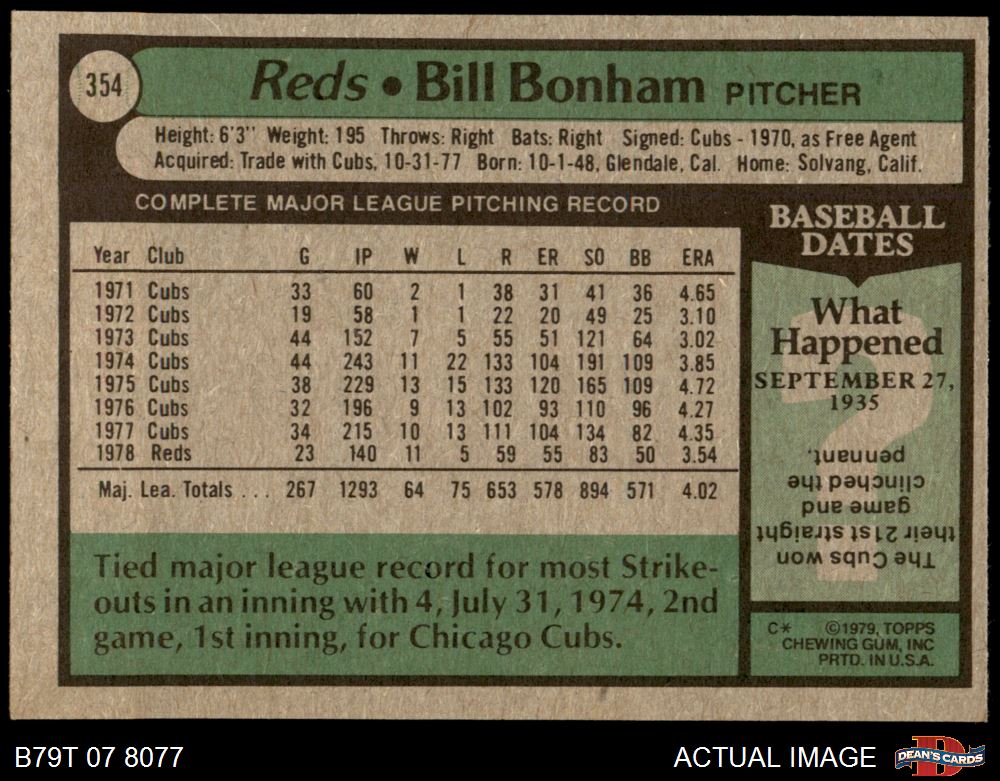 354
Reds • Bill Bonham PITCHER
Height: 6'3" Weight: 195 Throws: Right Bats: Right Signed: Cubs - 1970, as Free Agent
Acquired: Trade with Cubs, 10-31-77 Born: 10-1-48, Glendale, Cal. Home: Solvang, Calif.
COMPLETE MAJOR LEAGUE PITCHING RECORD
Year Club G IP W L R ER SO BB ERA
1971 Cubs 33 60 2 1 38 31 41 36 4.65
1972 Cubs 19 58 1 1 22 20 49 25 3.10
1973 Cubs 44 152 7 5 55 51 121 64 3.02
1974 Cubs 44 243 11 22 133 104 191 109 3.85
1975 Cubs 38 229 13 15 133 120 165 109 4.72
1976 Cubs 32 196 9 13 102 93 110 96 4.27
1977 Cubs 34 215 10 13 111 104 134 82 4.35
1978 Reds 23 140 11 5 59 55 83 50 3.54
Maj. Lea. Totals . . . 267 1293 64 75 653 578 894 571 4.02
Tied major league record for most Strike-
outs in an inning with 4, July 31, 1974, 2nd
game, 1st inning, for Chicago Cubs.
BASEBALL
DATES
What
Happened
SEPTEMBER 27,
1935
?
The Cubs won
their 21st straight
game and
clinched the
pennant.
C* ©1979, TOPPS
CHEWING GUM, INC
PRTD. IN U.S.A.
B79T 07 8077
ACTUAL IMAGE
D
DEAN'S CARDS